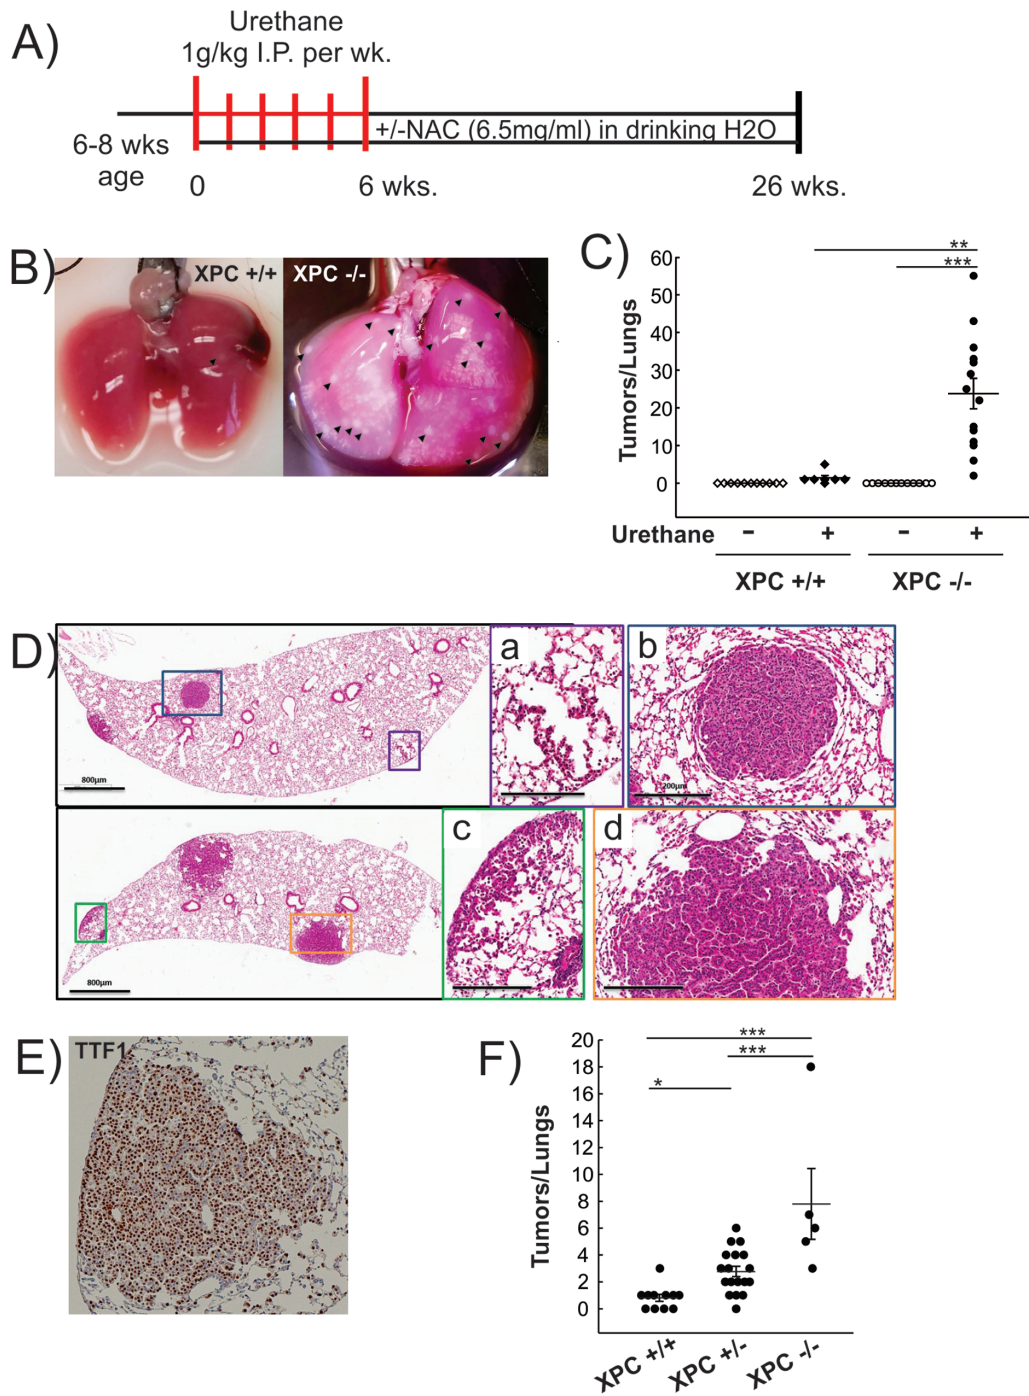 A)
Urethane
1g/kg I.P. per wk.
+/-NAC (6.5mg/ml) in drinking H2O
6-8 wks
age
0
6 wks.
26 wks.
B)
XPC +/+
XPC -/-
C)
**
***
60
50
40
30
20
10
0
Tumors/Lungs
Urethane
- + - +
XPC +/+
XPC -/-
D)
800μm
a
b
200μm
800μm
c
d
E)
TTF1
F)
***
***
*
20
18
16
14
12
10
8
6
4
2
0
Tumors/Lungs
XPC +/+
XPC +/-
XPC -/-